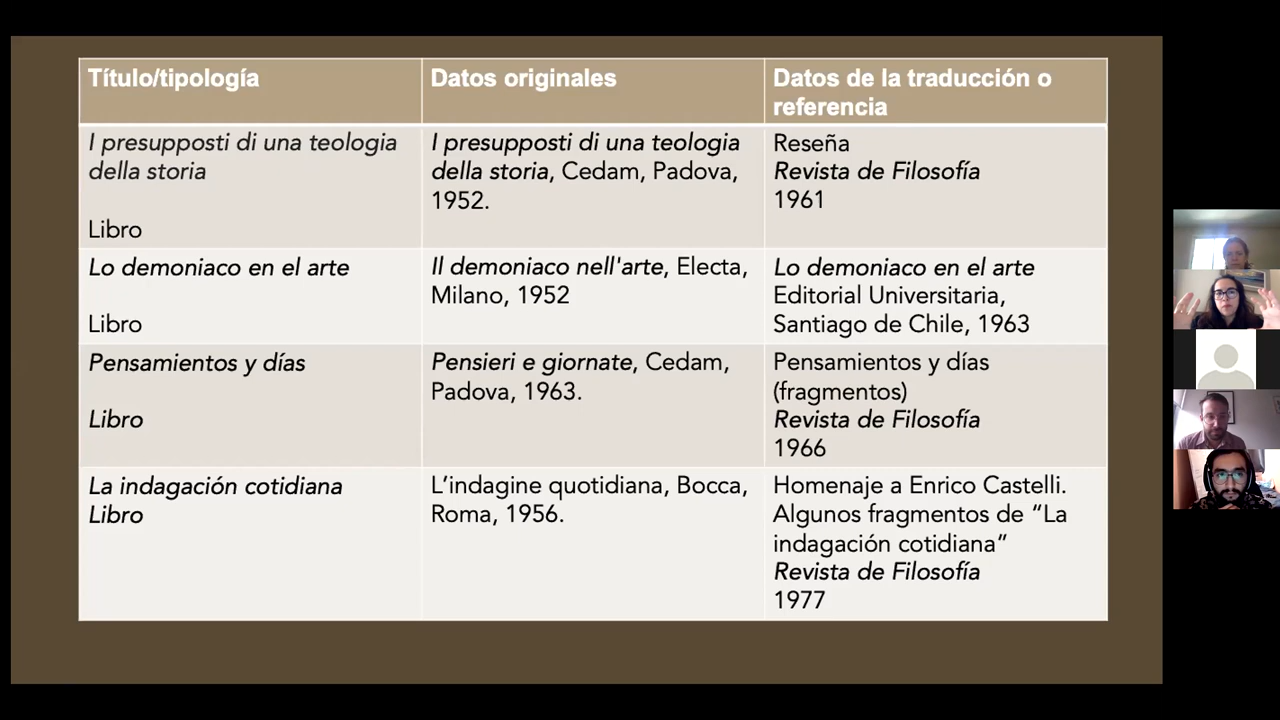 Título/tipología
Datos originales
Datos de la traducción o
referencia
I presupposti di una teologia
della storia
Libro
I presupposti di una teologia
della storia, Cedam, Padova,
1952.
Reseña
Revista de Filosofía
1961
Lo demoniaco en el arte
Libro
Il demoniaco nell'arte, Electa,
Milano, 1952
Lo demoniaco en el arte
Editorial Universitaria,
Santiago de Chile, 1963
Pensamientos y días
Libro
Pensieri e giornate, Cedam,
Padova, 1963.
Pensamientos y días
(fragmentos)
Revista de Filosofía
1966
La indagación cotidiana
Libro
L’indagine quotidiana, Bocca,
Roma, 1956.
Homenaje a Enrico Castelli.
Algunos fragmentos de “La
indagación cotidiana”
Revista de Filosofía
1977